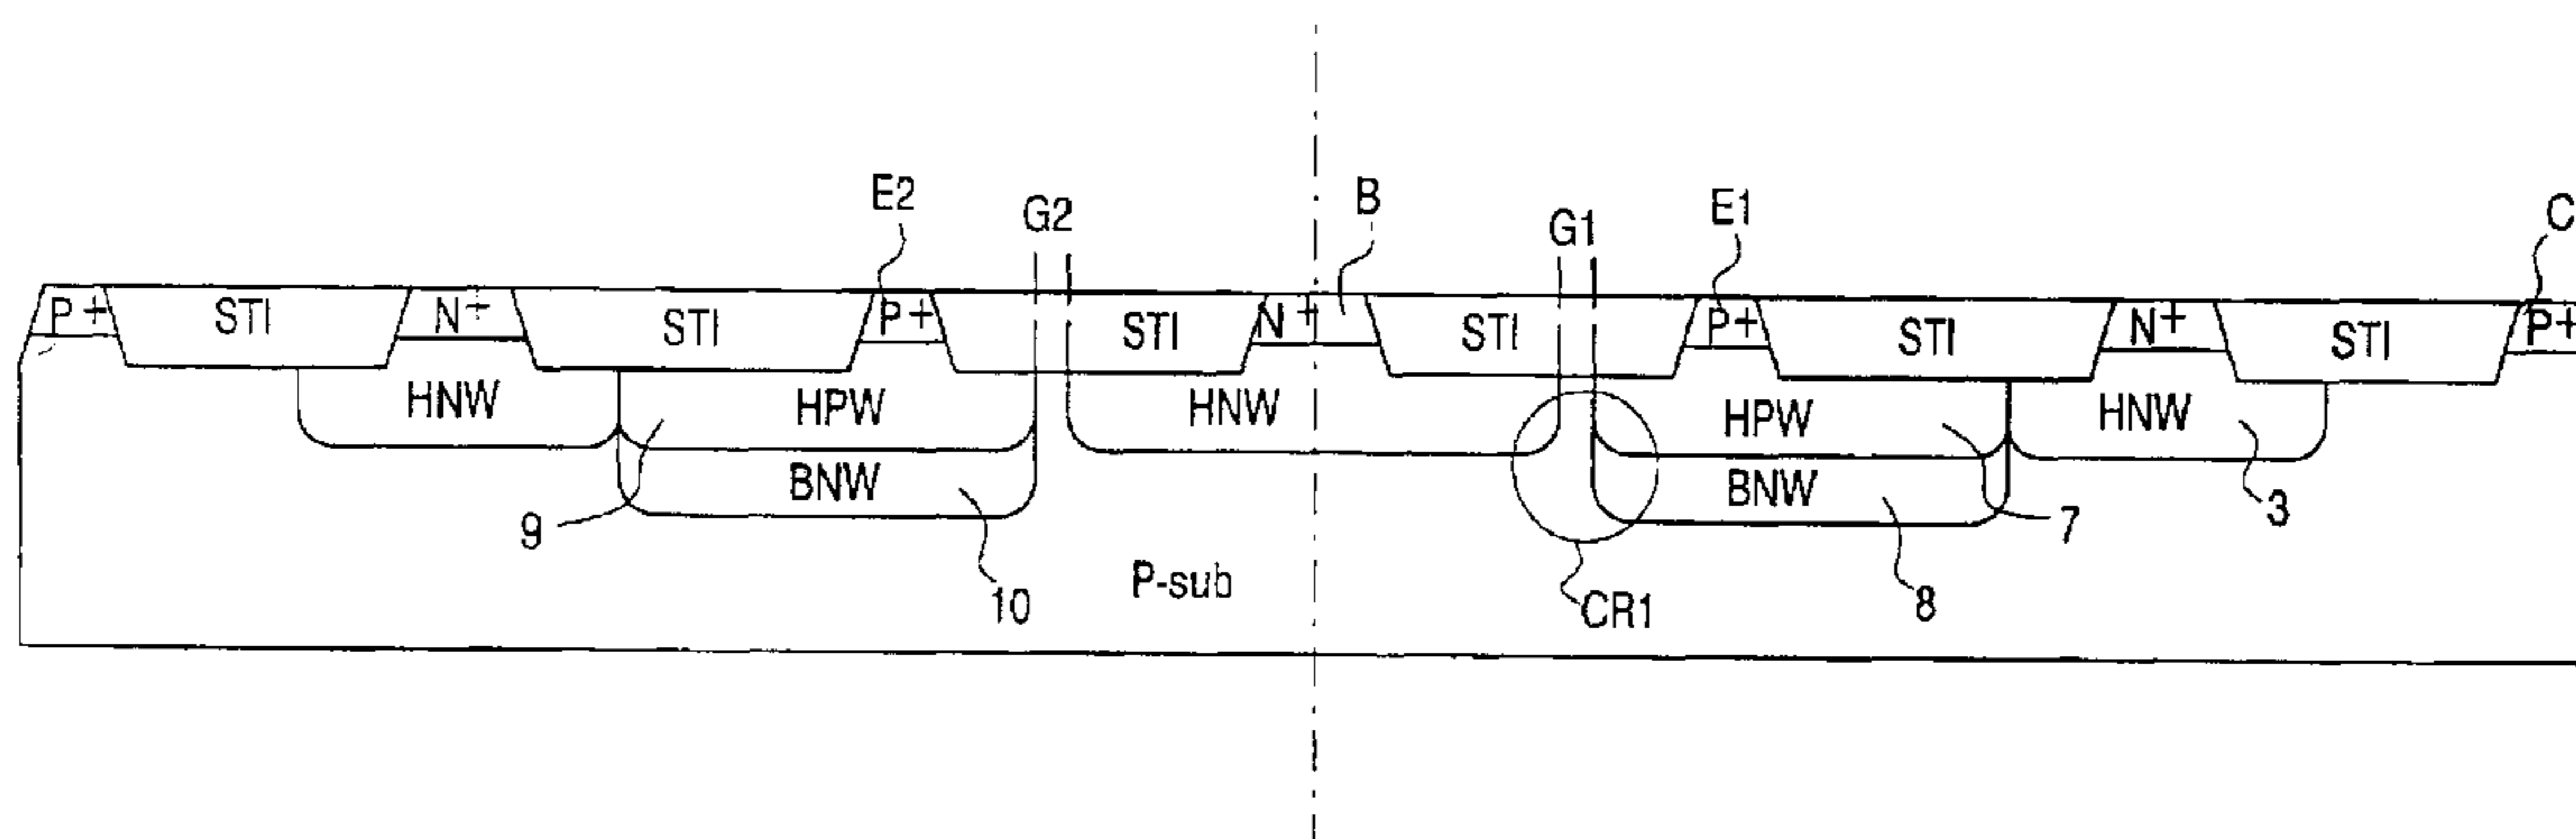 E2
G2
B
G1
E1
C
P+
STI
N+
STI
P+
STI
N+
STI
P+
STI
N+
STI
P+
HNW
HPW
HNW
HPW
HNW
BNW
BNW
9
10
P-sub
CR1
8
7
3